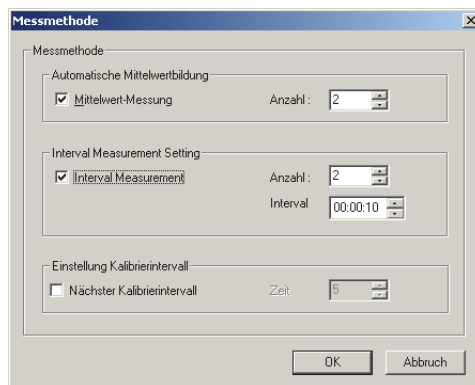 Messmethode
Messmethode
Automatische Mittelwertbildung
Mittelwert-Messung Anzahl : 2
Interval Measurement Setting
Interval Measurement Anzahl : 2
Interval 00:00:10
Einstellung Kalibrierintervall
Nächster Kalibrierintervall Zeit 5
OK Abbruch